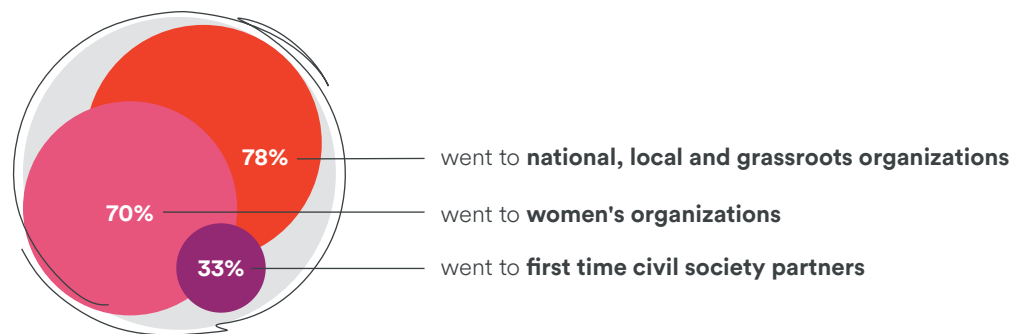 78% went to national, local and grassroots organizations
70% went to women's organizations
33% went to first time civil society partners